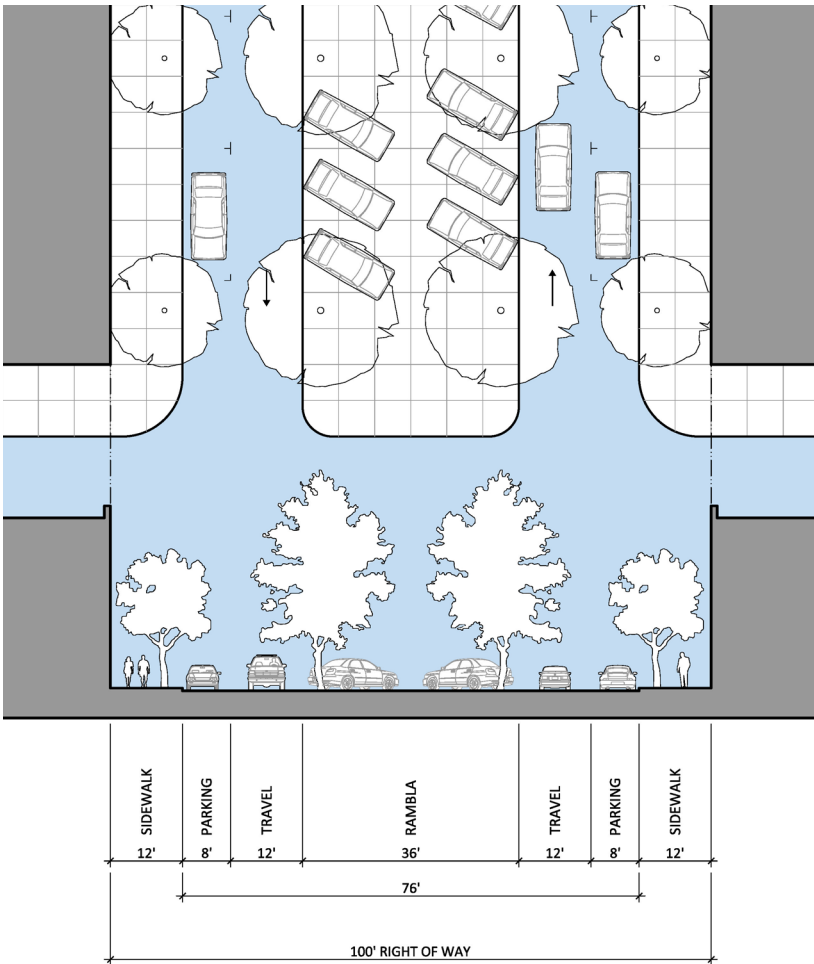 SIDEWALK
PARKING
TRAVEL
RAMBLA
TRAVEL
PARKING
SIDEWALK
12'
8'
12'
36'
12'
8'
12'
76'
100' RIGHT OF WAY